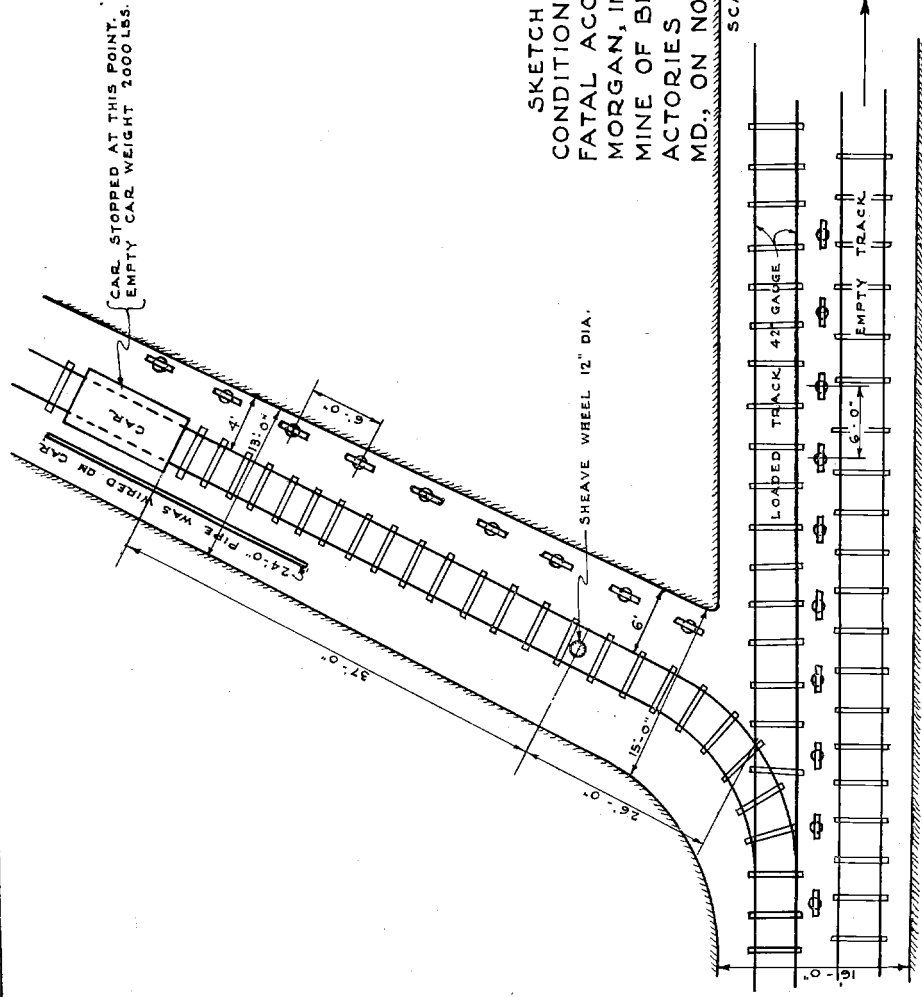 CAR STOPPED AT THIS POINT.
EMPTY CAR WEIGHT 2000 LBS.
SKETCH
CONDITION
FATAL ACC
MORGAN, I
MINE OF B
ACTORIES
MD., ON NO
SCA
CAR
24'-0" PIPE WAS WIRED ON CAR
4'
13'-0"
6'-0"
37'-0"
SHEAVE WHEEL 12" DIA.
6'
15'-0"
26'-0"
LOADED TRACK 42" GAUGE
6'-0"
EMPTY TRACK
16'-0"